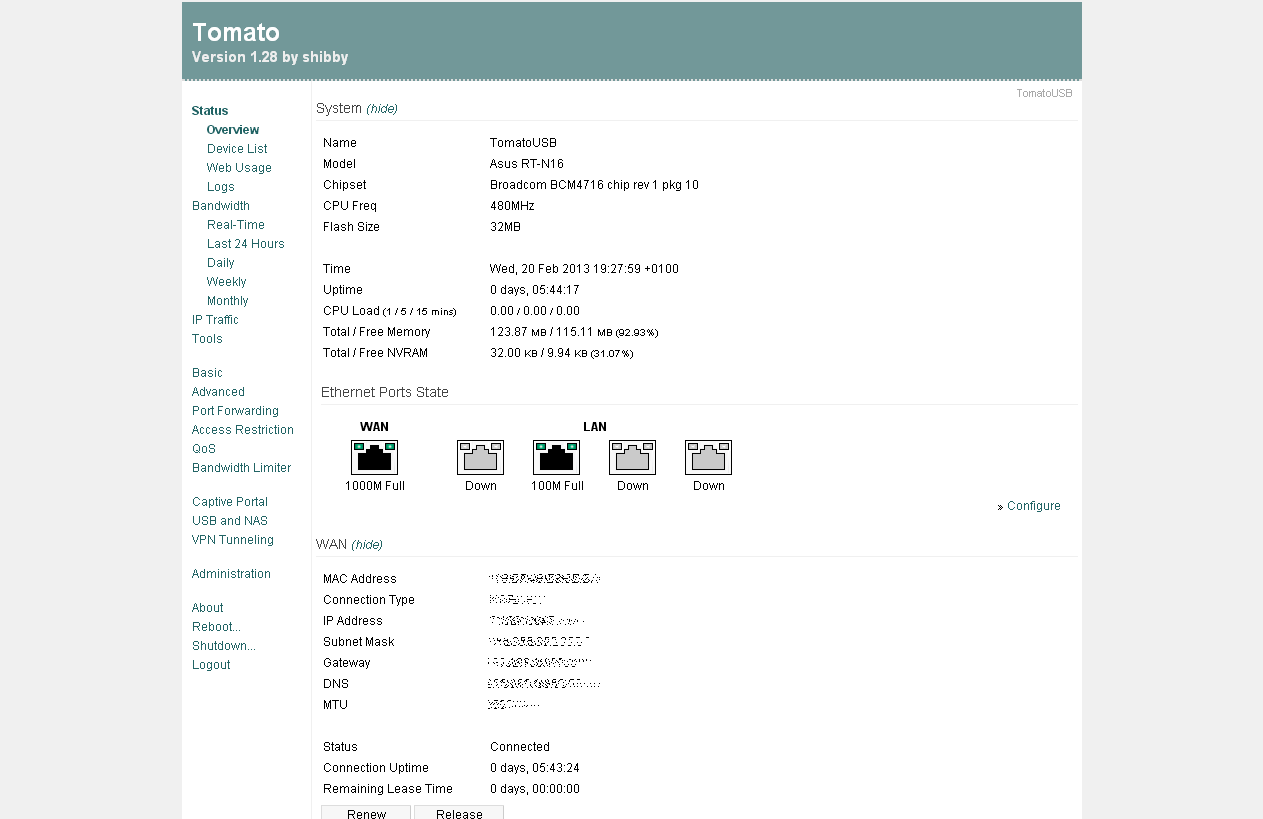 Tomato
Version 1.28 by shibby
TomatoUSB
Status
Overview
Device List
Web Usage
Logs
Bandwidth
Real-Time
Last 24 Hours
Daily
Weekly
Monthly
IP Traffic
Tools
Basic
Advanced
Port Forwarding
Access Restriction
QoS
Bandwidth Limiter
Captive Portal
USB and NAS
VPN Tunneling
Administration
About
Reboot...
Shutdown...
Logout
System (hide)
Name TomatoUSB
Model Asus RT-N16
Chipset Broadcom BCM4716 chip rev 1 pkg 10
CPU Freq 480MHz
Flash Size 32MB
Time Wed, 20 Feb 2013 19:27:59 +0100
Uptime 0 days, 05:44:17
CPU Load (1 / 5 / 15 mins) 0.00 / 0.00 / 0.00
Total / Free Memory 123.87 MB / 115.11 MB (92.93%)
Total / Free NVRAM 32.00 KB / 9.94 KB (31.07%)
Ethernet Ports State
WAN LAN
1000M Full Down 100M Full Down Down
» Configure
WAN (hide)
MAC Address
Connection Type
IP Address
Subnet Mask
Gateway
DNS
MTU
Status Connected
Connection Uptime 0 days, 05:43:24
Remaining Lease Time 0 days, 00:00:00
Renew Release